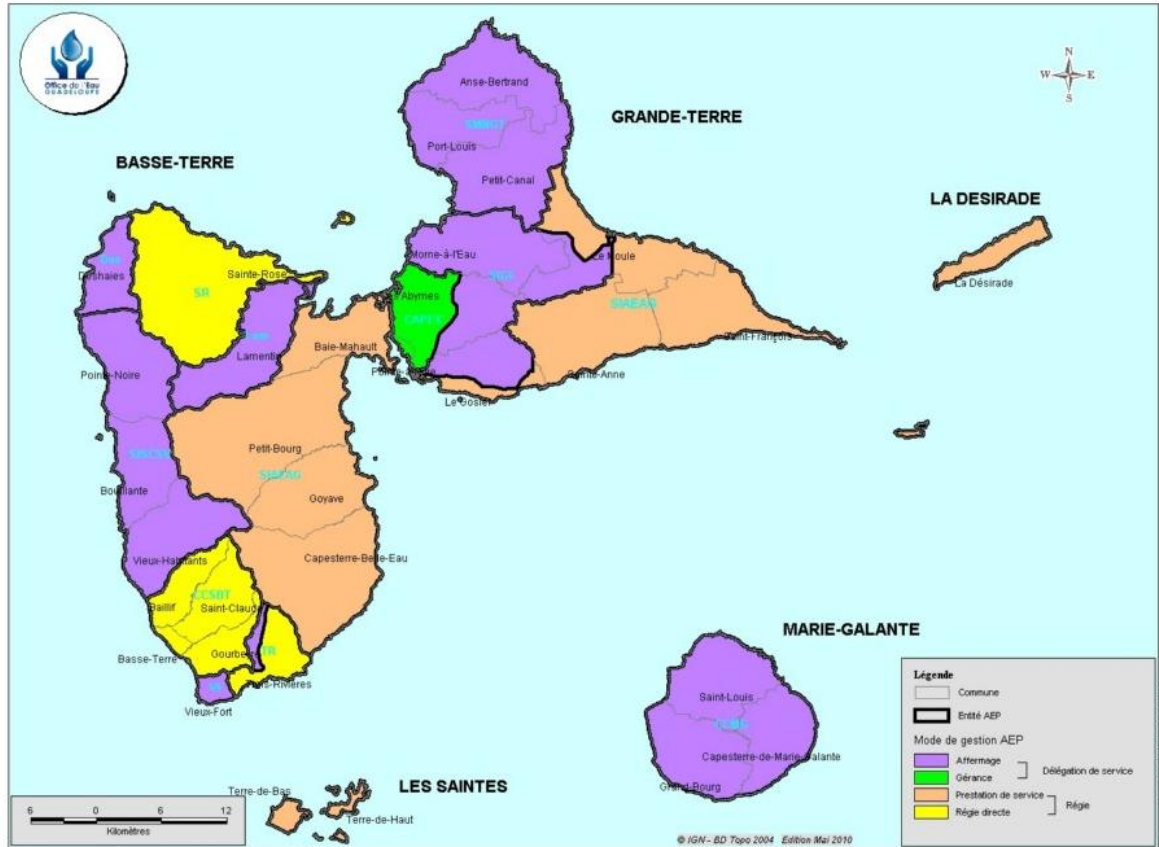 Office de l'Eau
GUADELOUPE
N
W E
S
BASSE-TERRE
GRANDE-TERRE
LA DESIRADE
MARIE-GALANTE
LES SAINTES
Anse-Bertrand
Port-Louis
Petit-Canal
Morne-à-l'Eau
Le Moule
Abymes
SIAEAG
Saint-François
Sainte-Anne
Le Gosier
La Désirade
Deshaies
SR
Sainte-Rose
Lamentin
Baie-Mahault
Pointe-Noire
Petit-Bourg
SIAEAG
Goyave
Bouillante
Vieux-Habitants
Capesterre-Belle-Eau
CCSBT
Baillif
Saint-Claude
Gourbeyre
TR
Basse-Terre
Vieux-Fort
Saint-Louis
CCMG
Capesterre-de-Marie-Galante
Grand-Bourg
Terre-de-Bas
Terre-de-Haut
6 0 6 12
Kilomètres
Légende
Commune
Entité AEP
Mode de gestion AEP
Affermage
Gérance
Délégation de service
Prestation de service
Régie directe
Régie
© IGN - BD Topo 2004 Edition Mai 2010